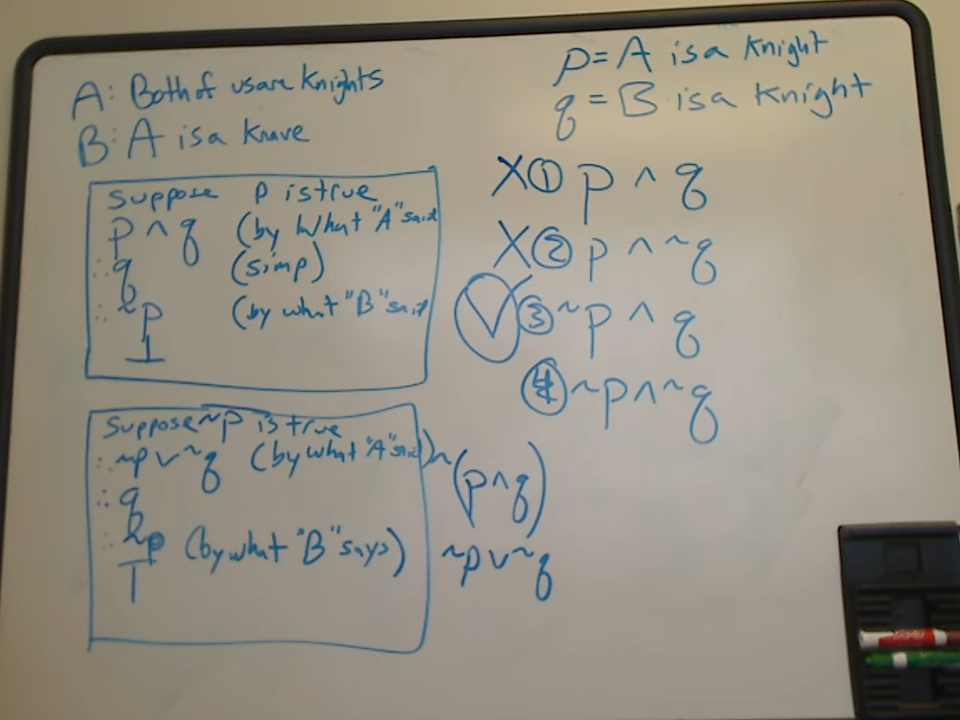 A: Both of us are Knights
B: A is a Knave
p = A is a Knight
q = B is a Knight
suppose p is true
p ∧ q (by What "A" said
∴ q (simp)
∴ ~p (by what "B" said
⊥
X ① p ∧ q
X ② p ∧ ~q
√ ③ ~p ∧ q
④ ~p ∧ ~q
Suppose ~p is true
∴ ~p ∨ ~q (by what "A" said)
∴ q
∴ ~p (by what "B" says)
⊤
~(p ∧ q)
~p ∨ ~q